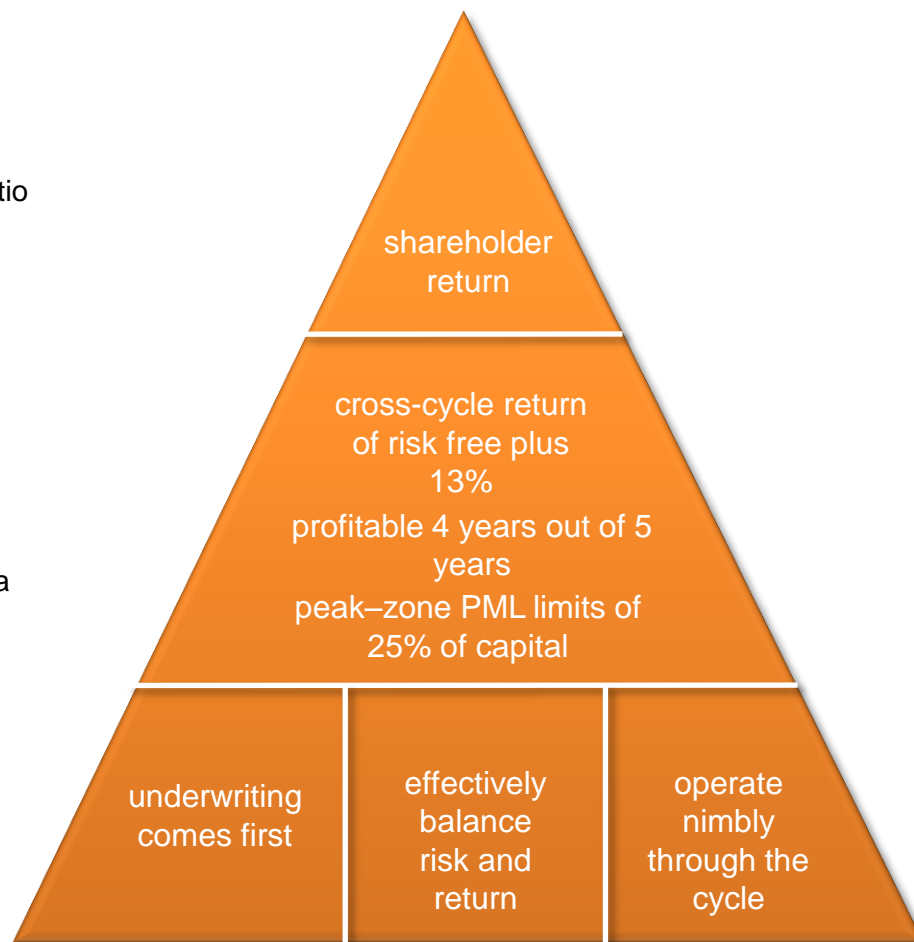 tio
shareholder
return
cross-cycle return
of risk free plus
13%
profitable 4 years out of 5
years
a
peak–zone PML limits of
25% of capital
underwriting
comes first
effectively
balance
risk and
return
operate
nimbly
through the
cycle